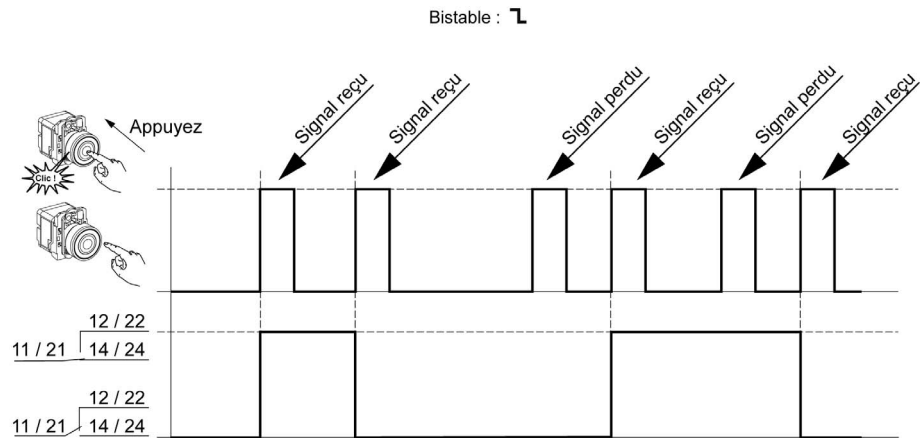 Bistable :
Signal reçu
Signal reçu
Signal perdu
Signal reçu
Signal perdu
Signal reçu
Appuyez
Clic !
12 / 22
11 / 21 14 / 24
12 / 22
11 / 21 14 / 24